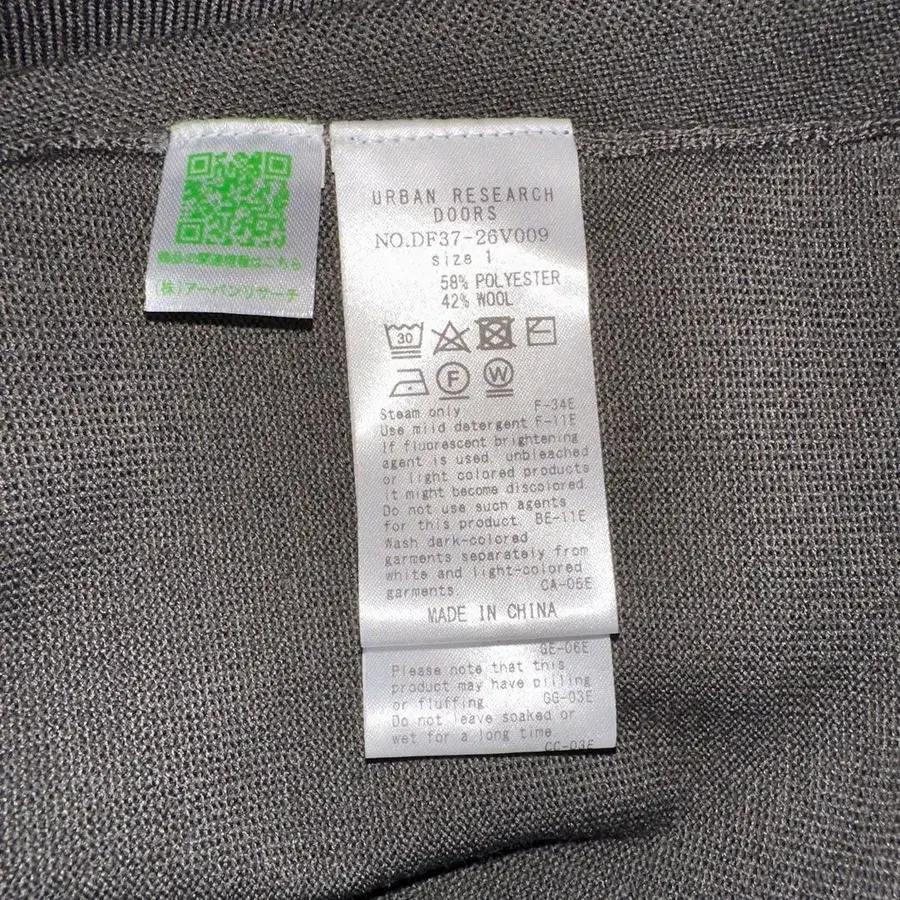 商品の関連情報はこちら
(株)アーバンリサーチ
URBAN RESEARCH
DOORS
NO.DF37-26V009
size 1
58% POLYESTER
42% WOOL
30
F W
Steam only F-34E
Use mild detergent F-11E
If fluorescent brightening
agent is used, unbleached
or light colored products
it might become discolored.
Do not use such agents
for this product BE-11E
Wash dark-colored
garments separately from
white and light-colored
garments CA-05E
MADE IN CHINA
GE-06E
Please note that this
product may have pilling
or fluffing GG-03E
Do not leave soaked or
wet for a long time
CC-03E